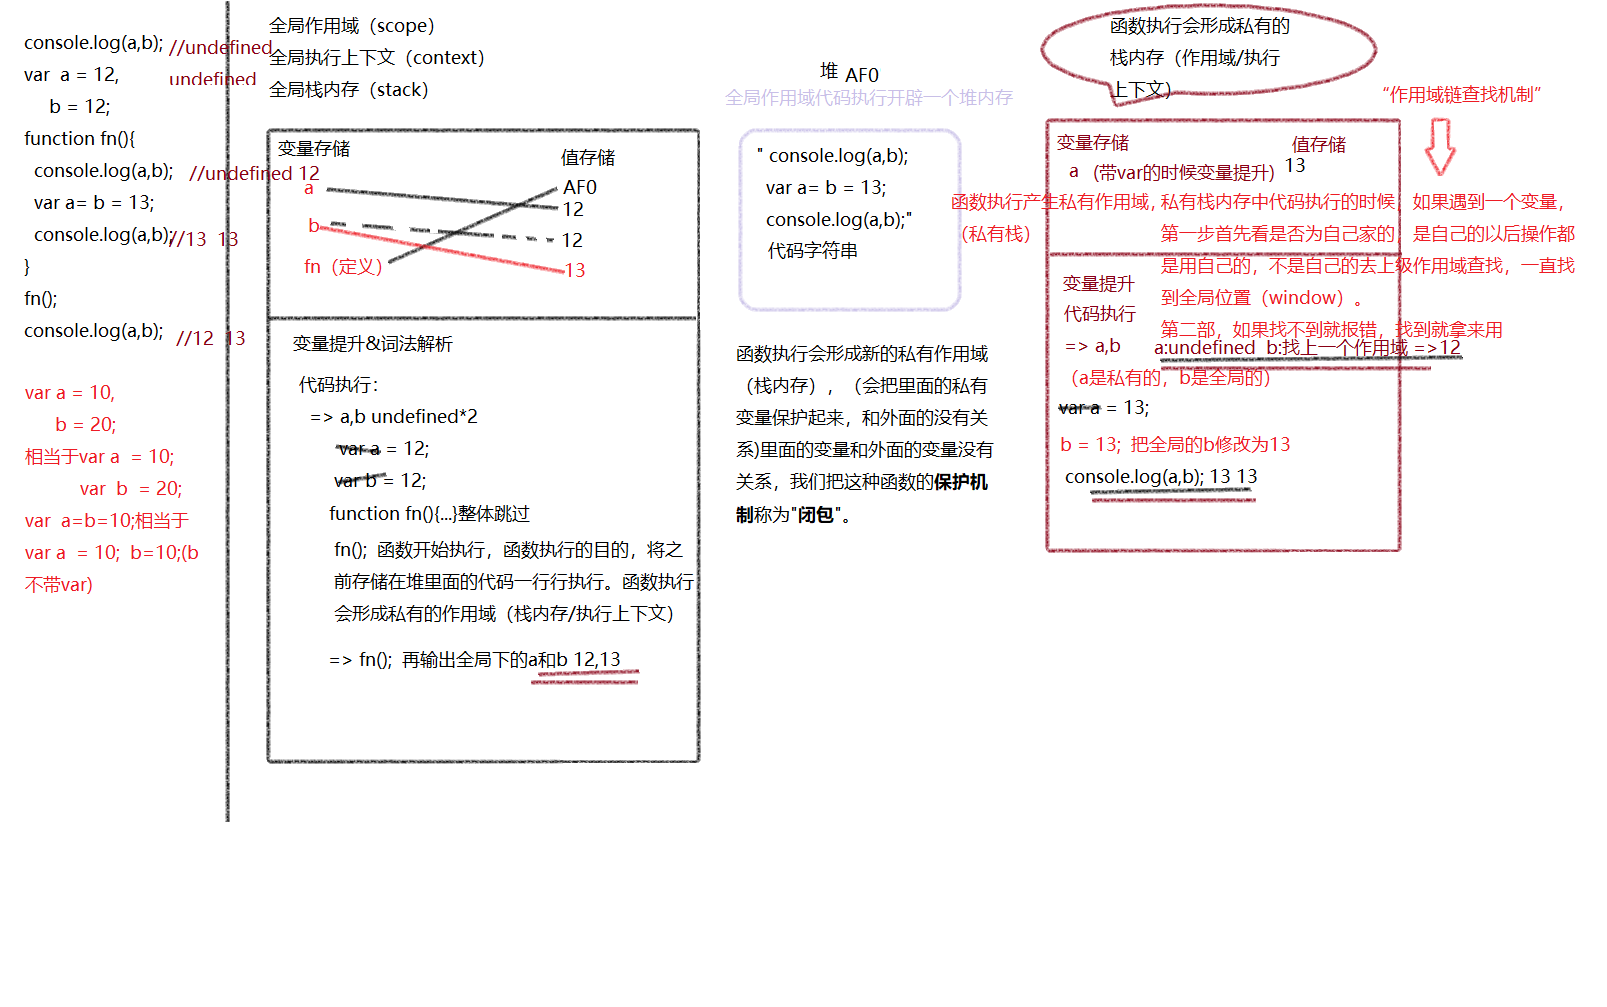 console.log(a,b); //undefined
var  a = 12, undefined
b = 12;
function fn(){
console.log(a,b); //undefined 12
var a= b = 13;
console.log(a,b); //13  13
}
fn();
console.log(a,b); //12  13
var a = 10,
b = 20;
相当于var a  = 10;
var  b  = 20;
var  a=b=10;相当于
var a  = 10;  b=10;(b
不带var)
全局作用域（scope）
全局执行上下文（context）
全局栈内存（stack）
变量存储
值存储
a
AF0
12
b
12
fn（定义）
13
变量提升&词法解析
代码执行：
=> a,b undefined*2
var a = 12;
var b = 12;
function fn(){...}整体跳过
fn();  函数开始执行，函数执行的目的，将之
前存储在堆里面的代码一行行执行。函数执行
会形成私有的作用域（栈内存/执行上下文）
=> fn();  再输出全局下的a和b 12,13
堆 AF0
全局作用域代码执行开辟一个堆内存
" console.log(a,b);
var a= b = 13;
console.log(a,b);"
代码字符串
函数执行会形成新的私有作用域
（栈内存），（会把里面的私有
变量保护起来，和外面的没有关
系)里面的变量和外面的变量没有
关系，我们把这种函数的保护机
制称为"闭包"。
函数执行会形成私有的
栈内存（作用域/执行
上下文）
“作用域链查找机制”
变量存储
值存储
a  (带var的时候变量提升) 13
函数执行产生私有作用域，
（私有栈）
私有栈内存中代码执行的时候，如果遇到一个变量，
第一步首先看是否为自己家的，是自己的以后操作都
是用自己的，不是自己的去上级作用域查找，一直找
到全局位置（window）。
第二部，如果找不到就报错，找到就拿来用
变量提升
代码执行
=> a,b a:undefined  b:找上一个作用域 =>12
（a是私有的，b是全局的）
var a = 13;
b = 13;  把全局的b修改为13
console.log(a,b); 13 13